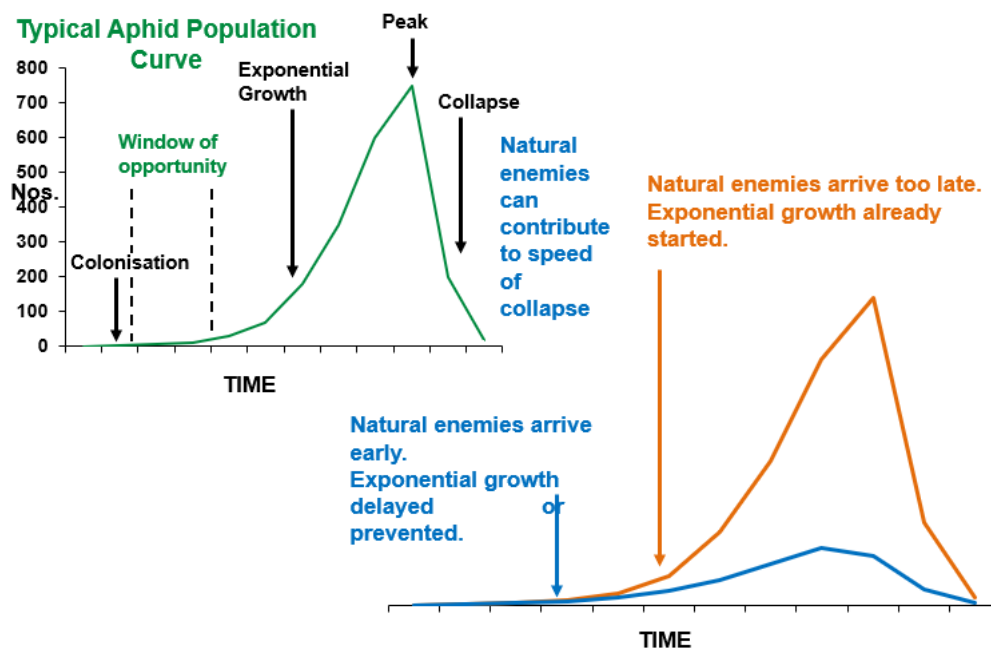 Typical Aphid Population
Curve
Peak
800
700
600
500
Nos.
400
300
200
100
0
Exponential
Growth
Collapse
Window of
opportunity
Colonisation
Natural
enemies
can
contribute
to speed
of
collapse
TIME
Natural enemies arrive too late.
Exponential growth already
started.
Natural enemies arrive
early.
Exponential growth
delayed or
prevented.
TIME